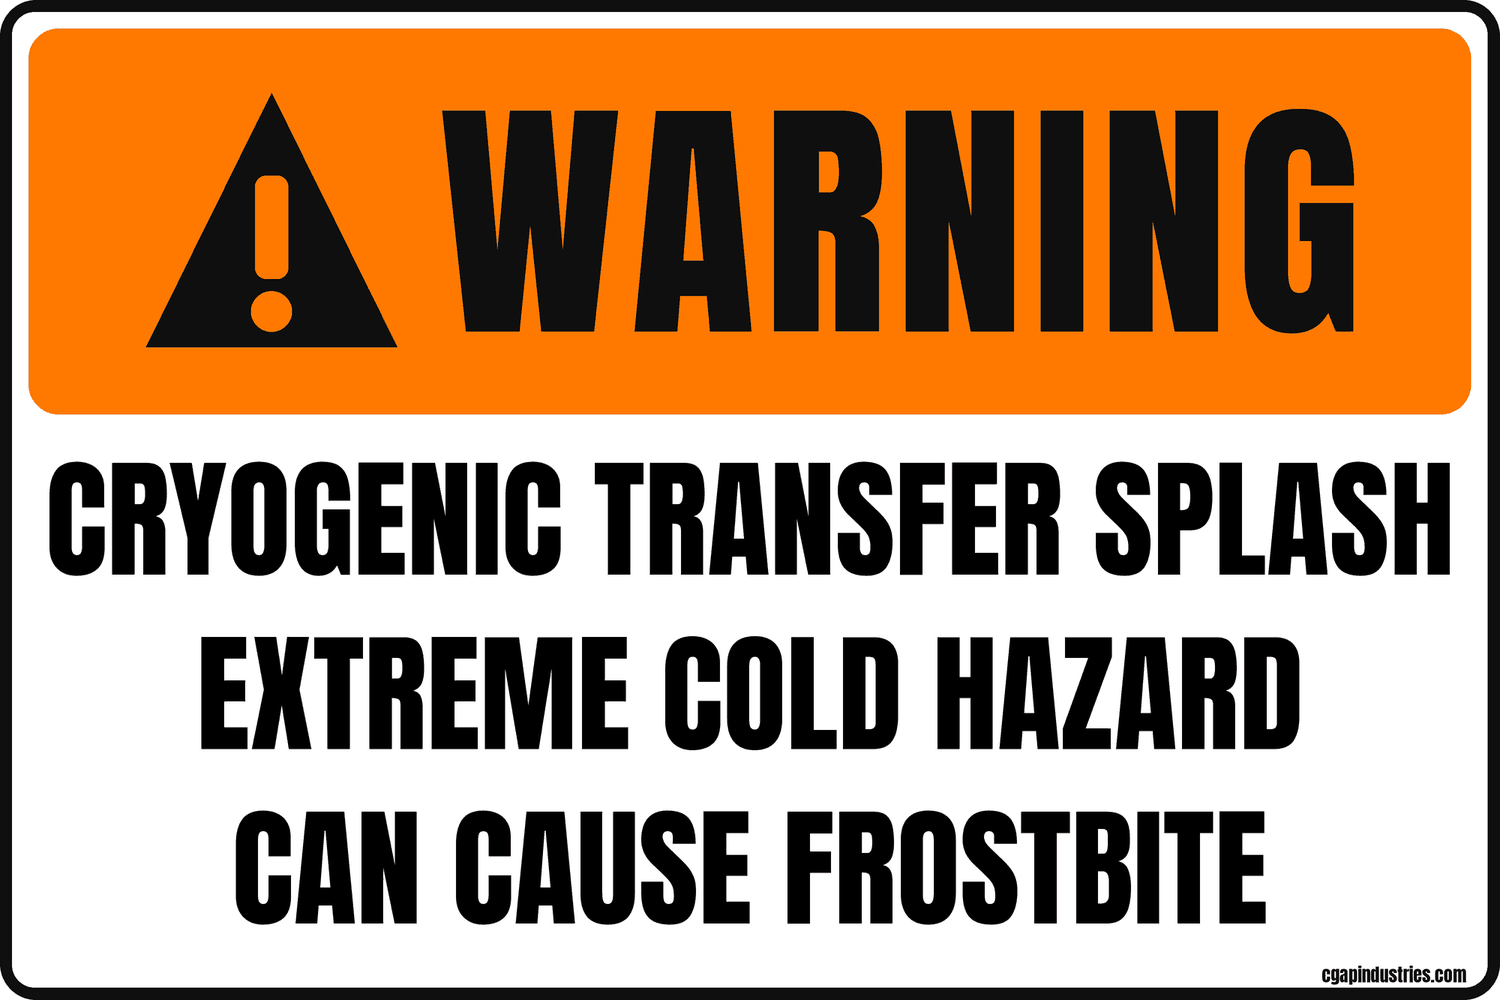 WARNING
CRYOGENIC TRANSFER SPLASH
EXTREME COLD HAZARD
CAN CAUSE FROSTBITE
cgapindustries.com